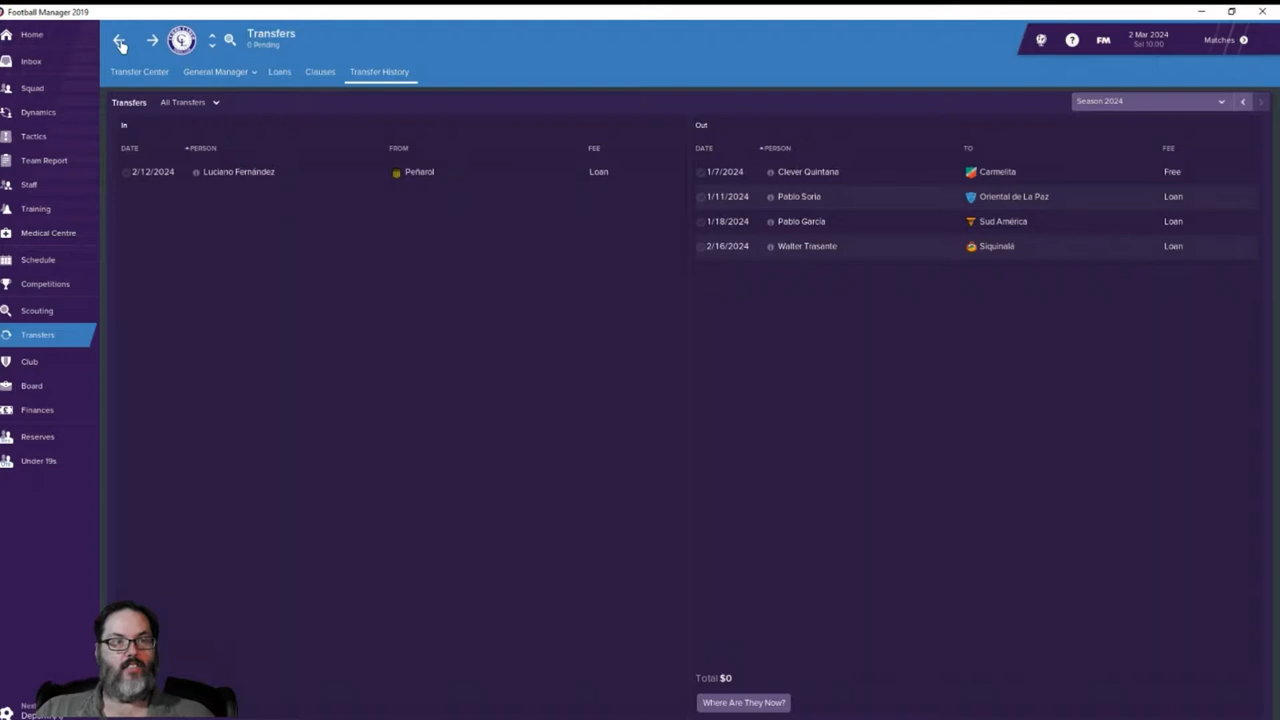 Football Manager 2019
Home
Inbox
Squad
Dynamics
Tactics
Team Report
Staff
Training
Medical Centre
Schedule
Competitions
Scouting
Transfers
Club
Board
Finances
Reserves
Under 19s
Next
Transfers
0 Pending
?
FM
2 Mar 2024
Sat 10:00
Matches
Transfer Center General Manager Loans Clauses Transfer History
Transfers All Transfers
Season 2024
In
DATE PERSON FROM FEE
2/12/2024 Luciano Fernández Peñarol Loan
Out
DATE PERSON TO FEE
1/7/2024 Clever Quintana Carmelita Free
1/11/2024 Pablo Soria Oriental de La Paz Loan
1/18/2024 Pablo García Sud América Loan
2/16/2024 Walter Trasante Siquinalá Loan
Total $0
Where Are They Now?